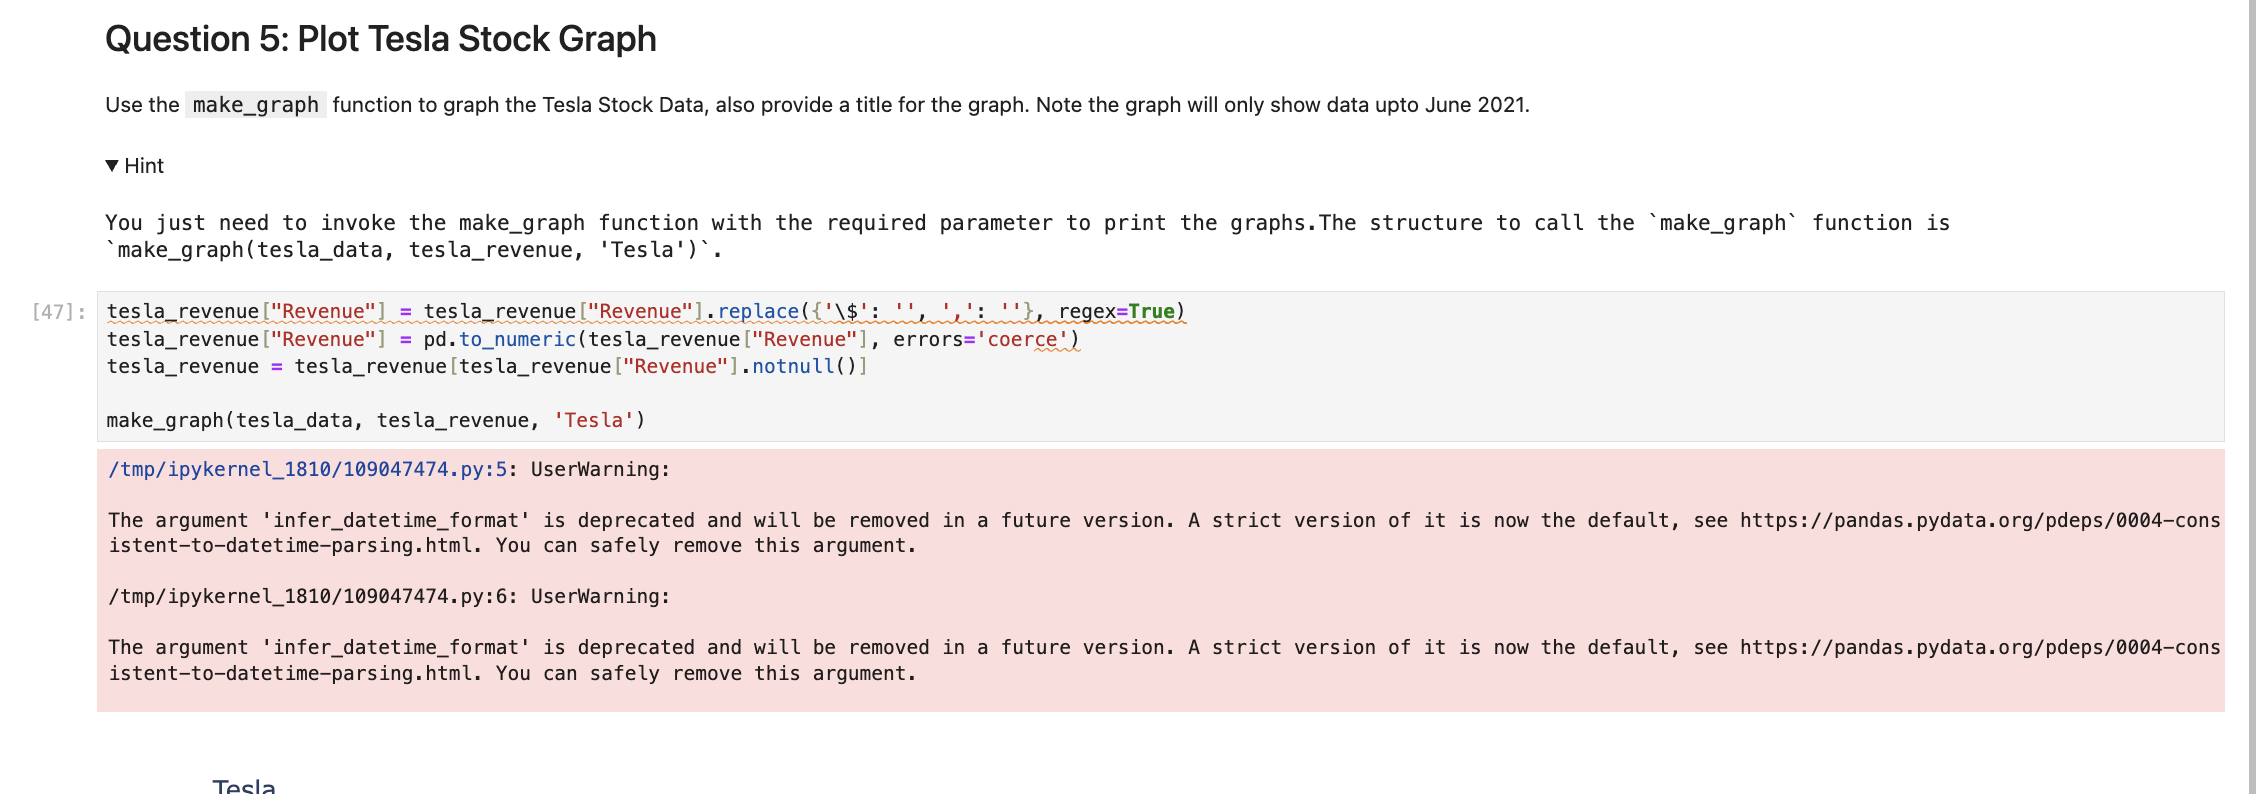 Question 5: Plot Tesla Stock Graph
Use the make_graph function to graph the Tesla Stock Data, also provide a title for the graph. Note the graph will only show data upto June 2021.
▼ Hint
You just need to invoke the make_graph function with the required parameter to print the graphs.The structure to call the `make_graph` function is
`make_graph(tesla_data, tesla_revenue, 'Tesla')`.
[47]: tesla_revenue["Revenue"] = tesla_revenue["Revenue"].replace({'\$': '', ',': ''}, regex=True)
tesla_revenue["Revenue"] = pd.to_numeric(tesla_revenue["Revenue"], errors='coerce')
tesla_revenue = tesla_revenue[tesla_revenue["Revenue"].notnull()]
make_graph(tesla_data, tesla_revenue, 'Tesla')
/tmp/ipykernel_1810/109047474.py:5: UserWarning:
The argument 'infer_datetime_format' is deprecated and will be removed in a future version. A strict version of it is now the default, see https://pandas.pydata.org/pdeps/0004-cons
istent-to-datetime-parsing.html. You can safely remove this argument.
/tmp/ipykernel_1810/109047474.py:6: UserWarning:
The argument 'infer_datetime_format' is deprecated and will be removed in a future version. A strict version of it is now the default, see https://pandas.pydata.org/pdeps/0004-cons
istent-to-datetime-parsing.html. You can safely remove this argument.
Tesla